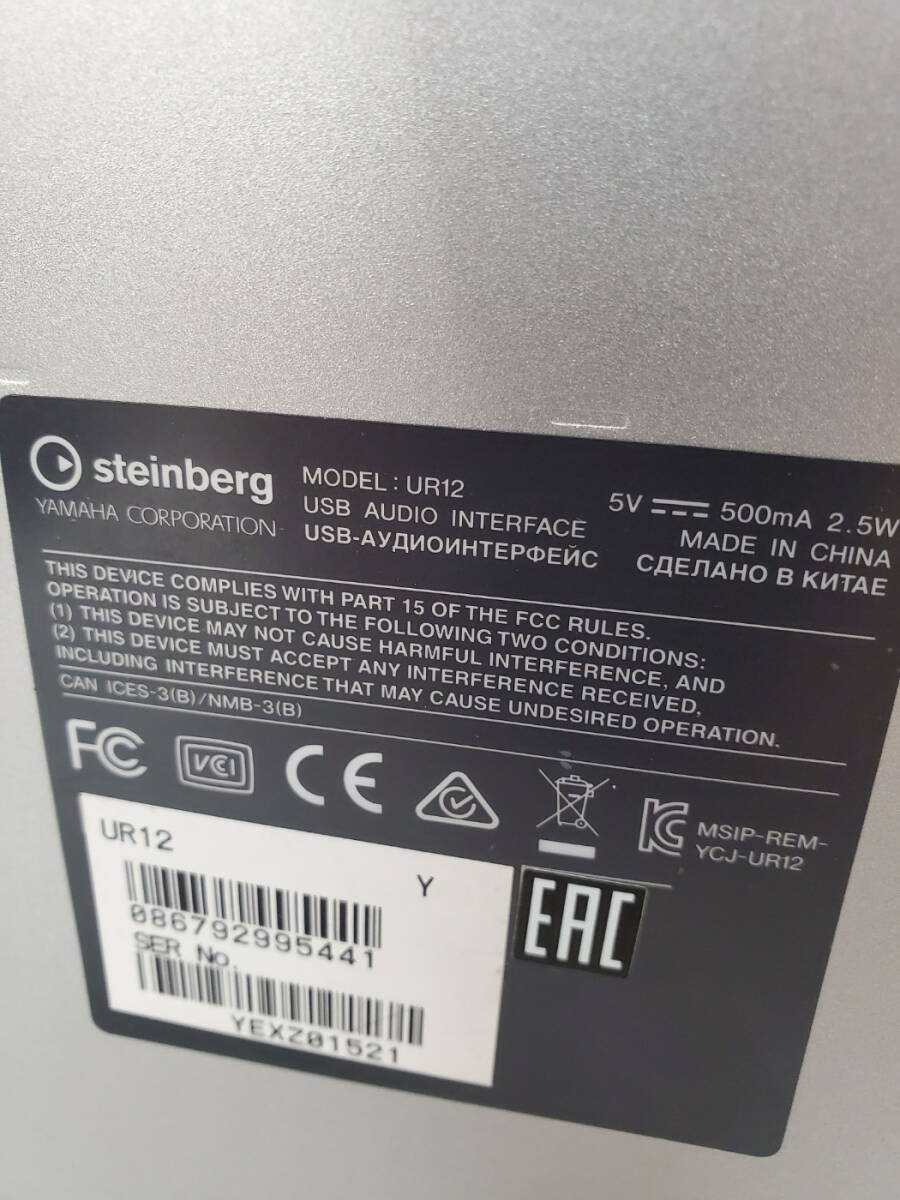 steinberg
YAMAHA CORPORATION
MODEL : UR12
USB AUDIO INTERFACE
USB-АУДИОИНТЕРФЕЙС
5V 500mA 2.5W
MADE IN CHINA
СДЕЛАНО В КИТАЕ
THIS DEVICE COMPLIES WITH PART 15 OF THE FCC RULES.
OPERATION IS SUBJECT TO THE FOLLOWING TWO CONDITIONS:
(1) THIS DEVICE MAY NOT CAUSE HARMFUL INTERFERENCE, AND
(2) THIS DEVICE MUST ACCEPT ANY INTERFERENCE RECEIVED,
INCLUDING INTERFERENCE THAT MAY CAUSE UNDESIRED OPERATION.
CAN ICES-3(B)/NMB-3(B)
FC VCI CE
KC MSIP-REM-
YCJ-UR12
EAC
UR12
Y
086792995441
SER No.
YEXZ01521